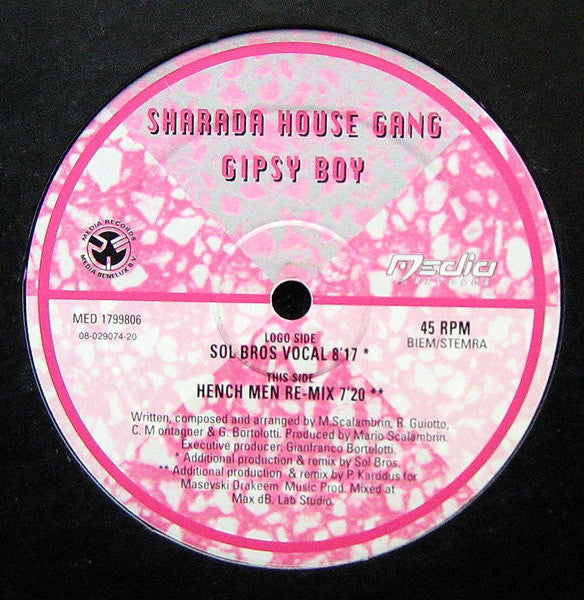 SHARADA HOUSE GANG
GIPSY BOY
MEDIA RECORDS
MEDIA BENELUX B.V.
Media
Records
MED 1799806
08-029074-20
45 RPM
BIEM/STEMRA
LOGO SIDE
SOL BROS VOCAL 8'17 *
THIS SIDE
HENCH MEN RE-MIX 7'20 **
Written, composed and arranged by M.Scalambrin, R. Guiotto,
C. Montagner & G. Bortolotti. Produced by Mario Scalambrin.
Executive producer: Gianfranco Bortolotti.
* Additional production & remix by Sol Bros.
** Additional production & remix by P. Karddus for
Masevski Drakeem Music Prod. Mixed at
Max dB. Lab Studio.